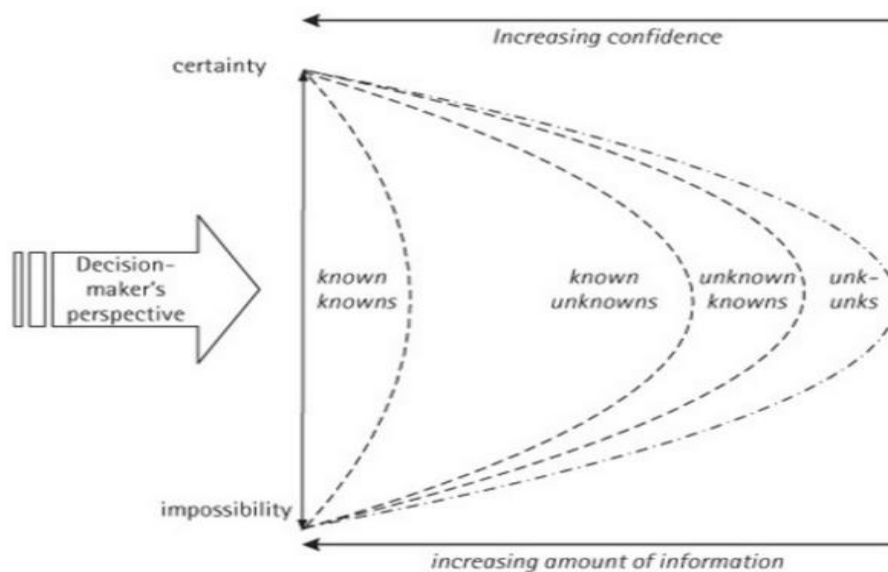 Increasing confidence
certainty
Decision-
maker's
perspective
known
knowns
known
unknowns
unknown
knowns
unk-
unks
impossibility
increasing amount of information